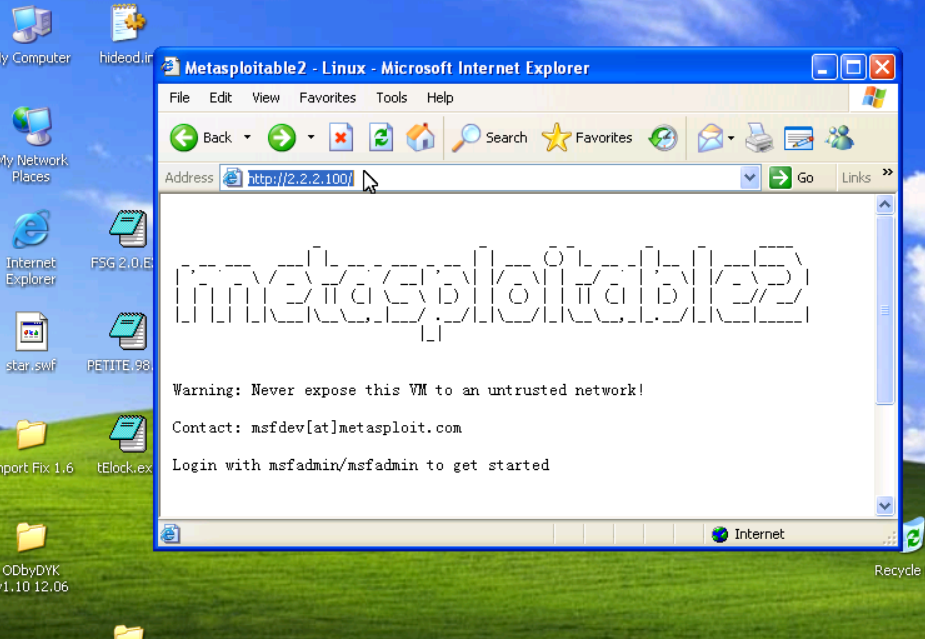 My Computer
hideod.in
Metasploitable2 - Linux - Microsoft Internet Explorer
File Edit View Favorites Tools Help
Back Search Favorites
Address http://2.2.2.100/ Go Links »
metasploitable2
Warning: Never expose this VM to an untrusted network!
Contact: msfdev[at]metasploit.com
Login with msfadmin/msfadmin to get started
Internet
My Network
Places
Internet
Explorer
FSG 2.0.E
star.swf
PETITE.98.
mport Fix 1.6
tElock.ex
ODbyDYK
v1.10 12.06
Recycle